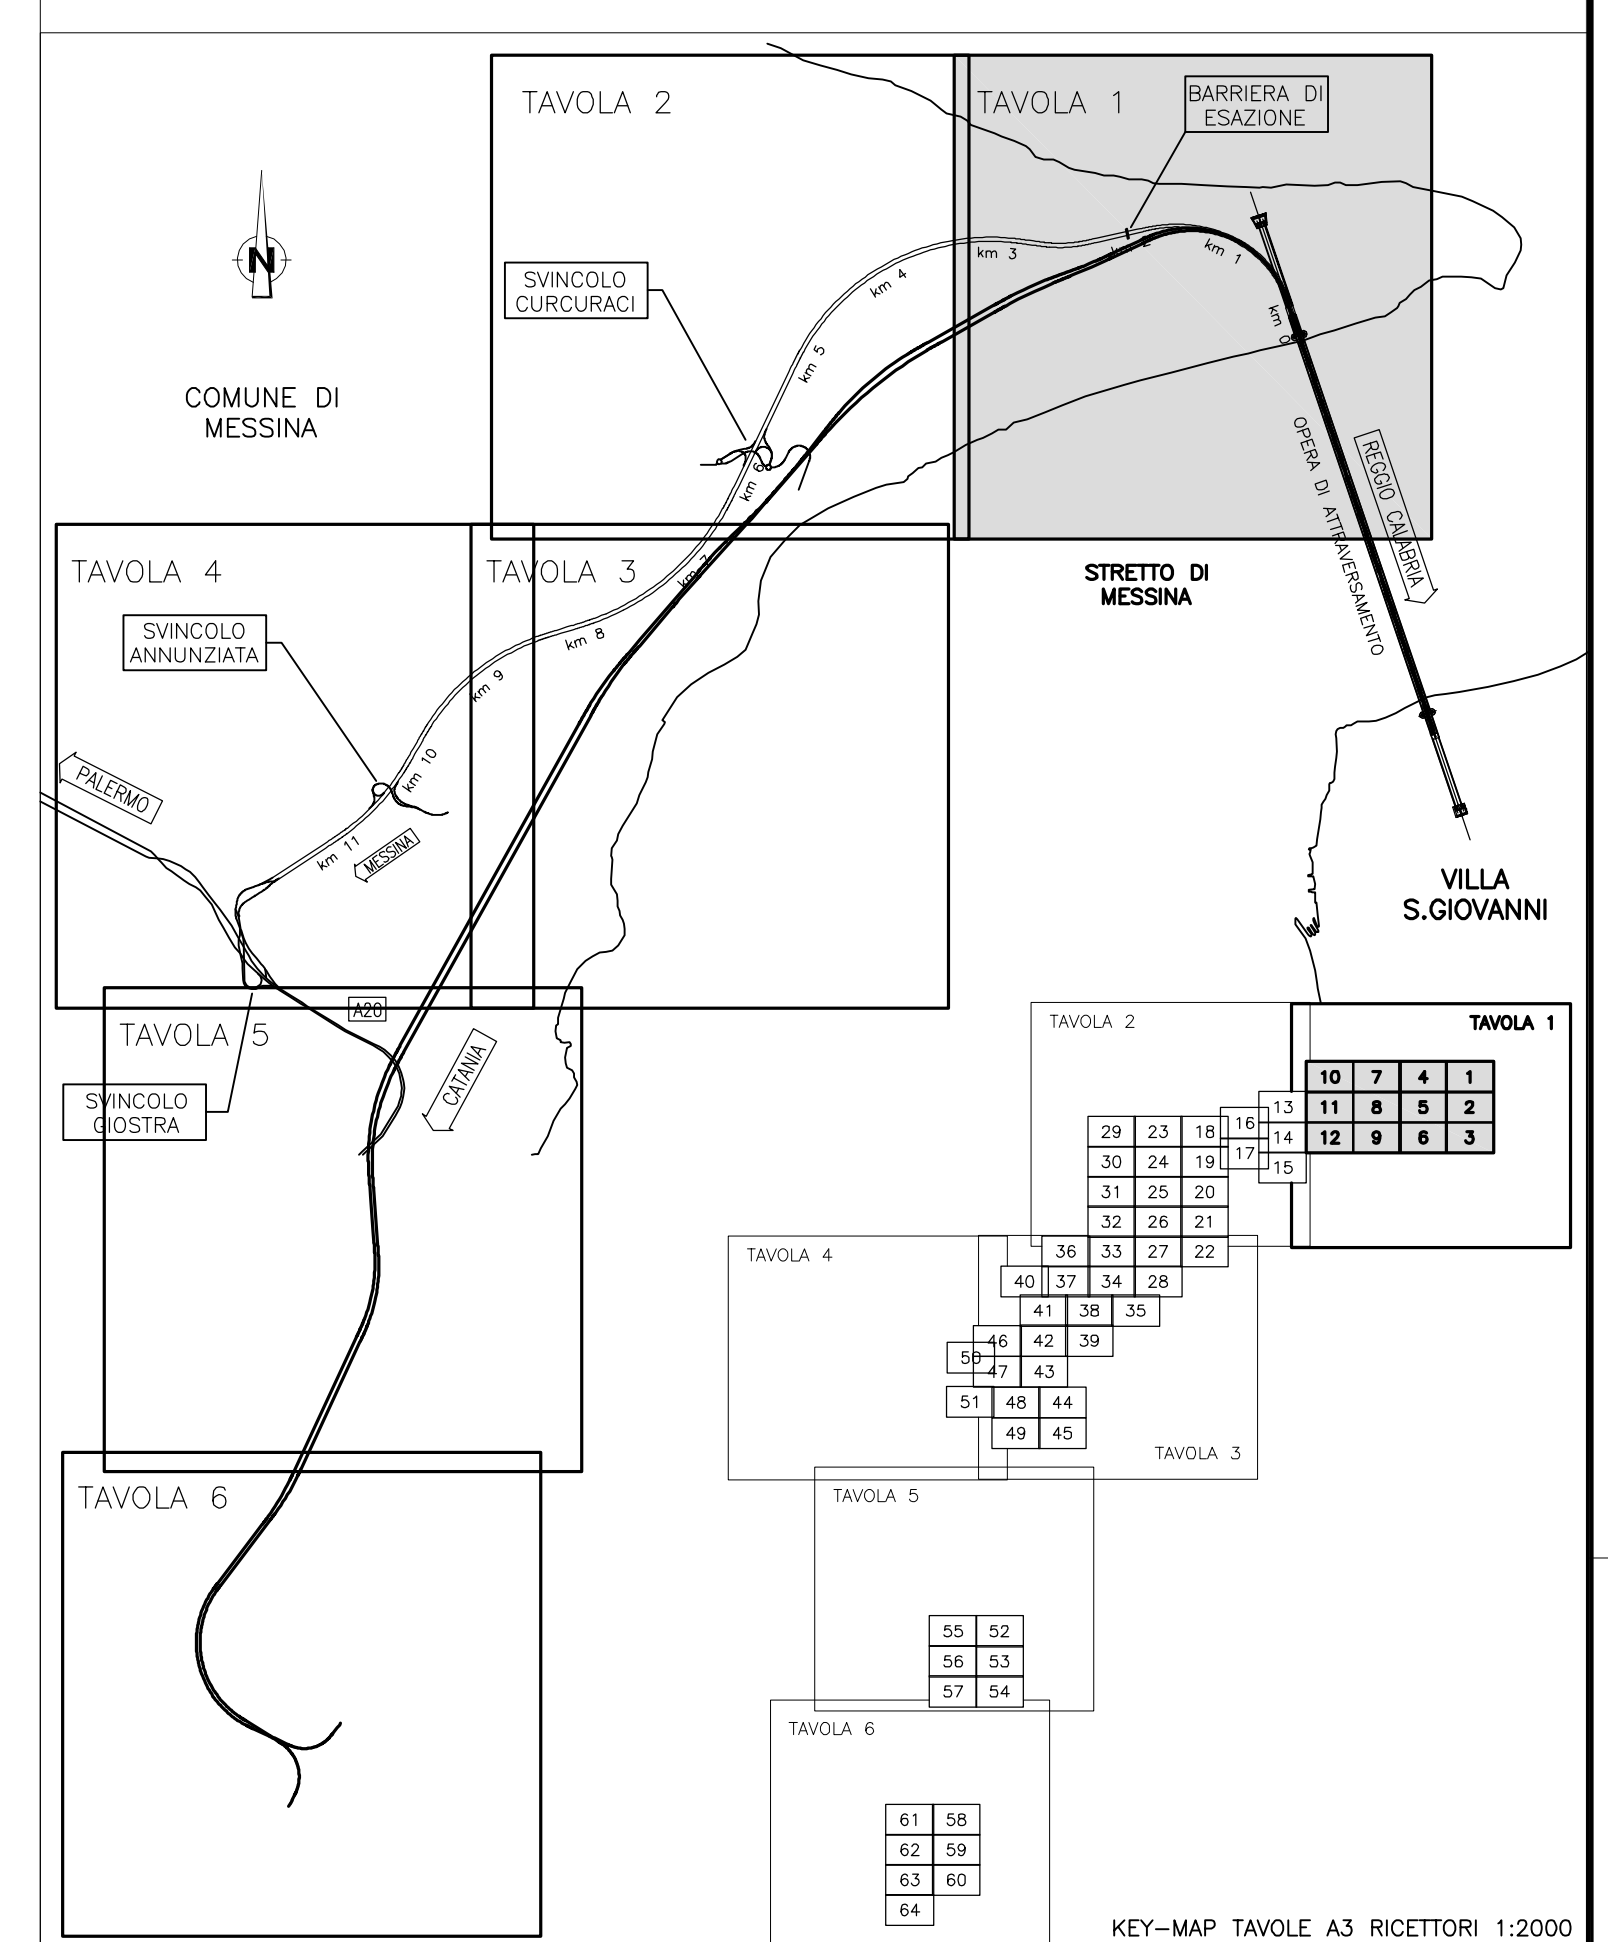 TAVOLA 2
TAVOLA 1
BARRIERA DI
ESAZIONE
N
SVINCOLO
CURCURACI
km 0
km 1
km 2
km 3
km 4
km 5
km 6
km 7
COMUNE DI
MESSINA
OPERA DI ATTRAVERSAMENTO
REGGIO CALABRIA
TAVOLA 4
TAVOLA 3
STRETTO DI
MESSINA
SVINCOLO
ANNUNZIATA
km 8
km 9
km 10
km 11
PALERMO
MESSINA
VILLA
S.GIOVANNI
A20
TAVOLA 5
CATANIA
SVINCOLO
GIOSTRA
TAVOLA 6
TAVOLA 2
TAVOLA 1
10 7 4 1
13 11 8 5 2
14 12 9 6 3
15
16
17
29 23 18
30 24 19
31 25 20
32 26 21
36 33 27 22
40 37 34 28
41 38 35
46 42 39
50
47 43
51 48 44
49 45
TAVOLA 4
TAVOLA 3
TAVOLA 5
55 52
56 53
57 54
TAVOLA 6
61 58
62 59
63 60
64
KEY-MAP TAVOLE A3 RICETTORI 1:2000